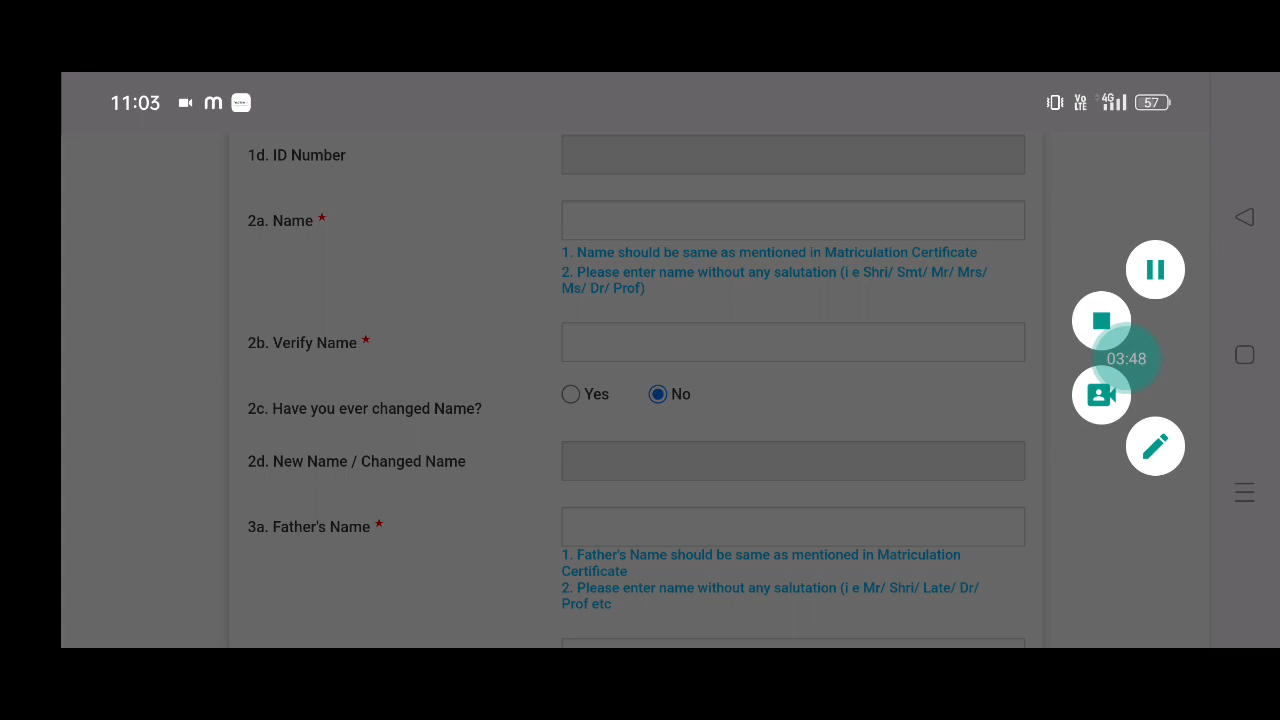 11:03 m Vo LTE 4G 57
1d. ID Number
2a. Name *
1. Name should be same as mentioned in Matriculation Certificate
2. Please enter name without any salutation (i e Shri/ Smt/ Mr/ Mrs/
Ms/ Dr/ Prof)
2b. Verify Name *
03:48
Yes No
2c. Have you ever changed Name?
2d. New Name / Changed Name
3a. Father's Name *
1. Father's Name should be same as mentioned in Matriculation
Certificate
2. Please enter name without any salutation (i e Mr/ Shri/ Late/ Dr/
Prof etc